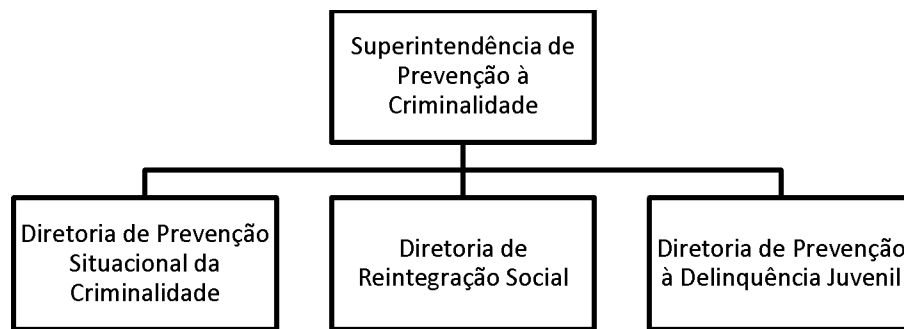 Superintendência de
Prevenção à
Criminalidade
Diretoria de Prevenção
Situacional da
Criminalidade
Diretoria de
Reintegração Social
Diretoria de Prevenção
à Delinquência Juvenil